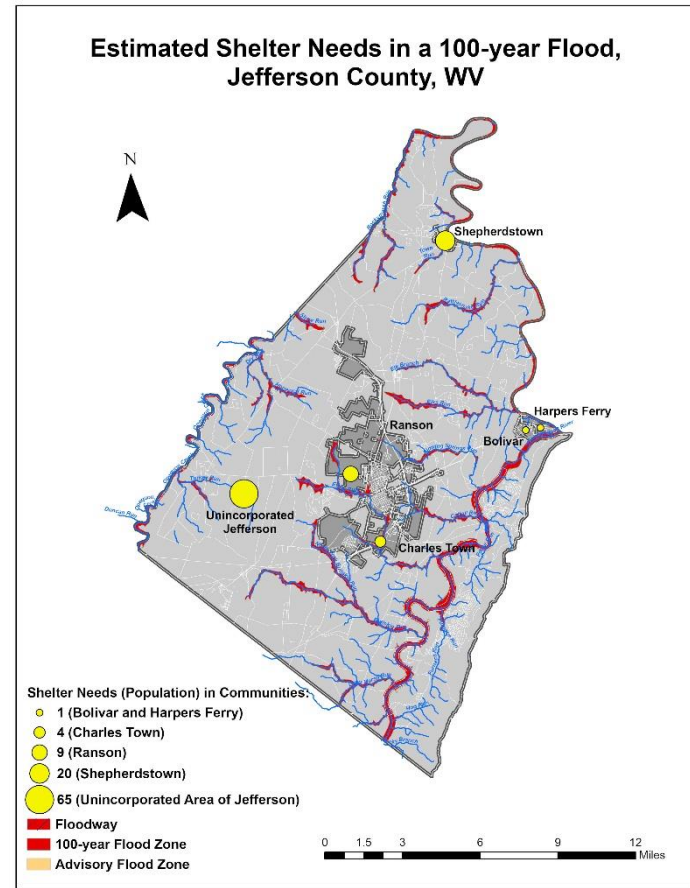 Estimated Shelter Needs in a 100-year Flood,
Jefferson County, WV
N
Shepherdstown
Town
Run
Harpers Ferry
River
Bolivar
Ranson
Unincorporated
Jefferson
Charles Town
Shelter Needs (Population) in Communities:
1 (Bolivar and Harpers Ferry)
4 (Charles Town)
9 (Ranson)
20 (Shepherdstown)
65 (Unincorporated Area of Jefferson)
Floodway
100-year Flood Zone
Advisory Flood Zone
0 1.5 3 6 9 12
Miles